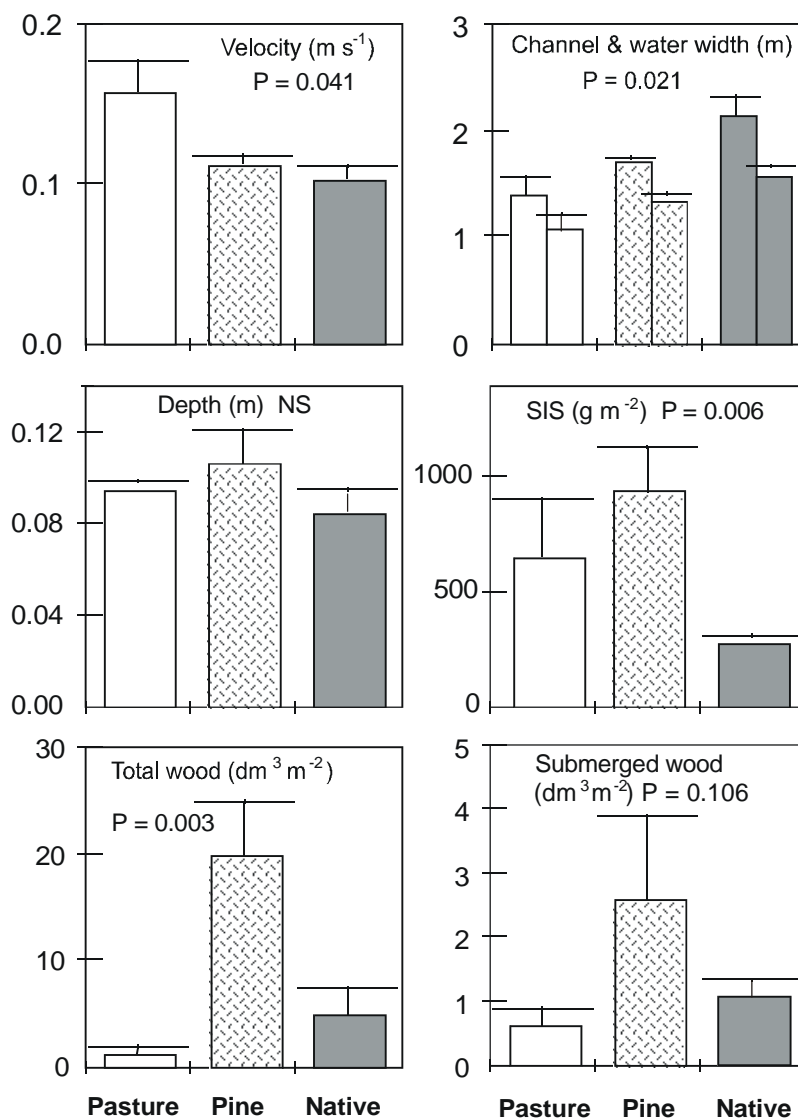 0.2
Velocity (m s⁻¹)
P = 0.041
0.1
0.0
3
Channel & water width (m)
P = 0.021
2
1
0
Depth (m) NS
0.12
0.08
0.04
0.00
SIS (g m⁻²) P = 0.006
1000
500
0
30
Total wood (dm³ m⁻²)
P = 0.003
20
10
0
Pasture Pine Native
5
Submerged wood
(dm³m⁻²) P = 0.106
4
3
2
1
0
Pasture Pine Native